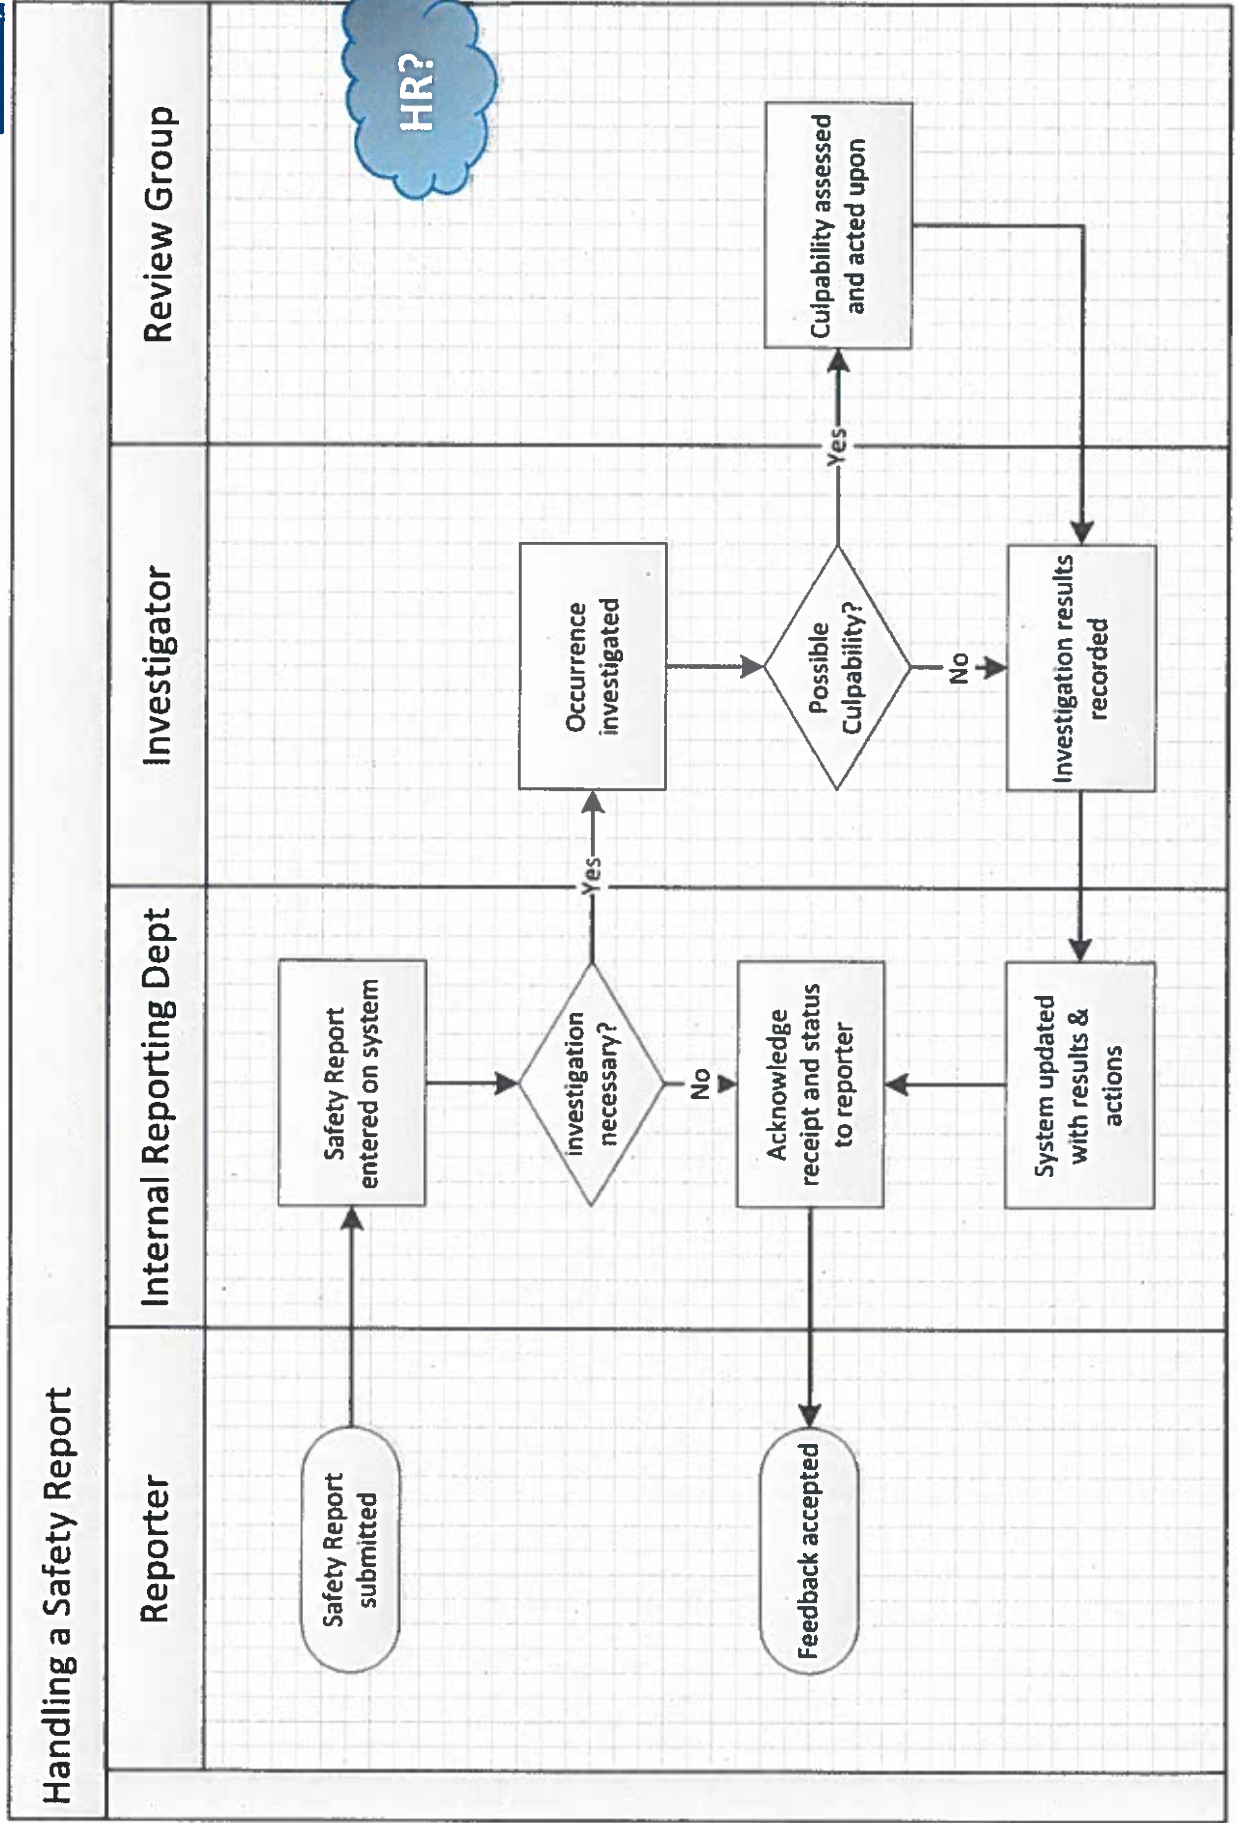 Handling a Safety Report
Reporter
Internal Reporting Dept
Investigator
Review Group
Safety Report
submitted
Safety Report
entered on system
HR?
investigation
necessary?
Yes
Occurrence
investigated
No
Acknowledge
receipt and status
to reporter
Feedback accepted
Possible
Culpability?
Yes
Culpability assessed
and acted upon
No
Investigation results
recorded
System updated
with results &
actions